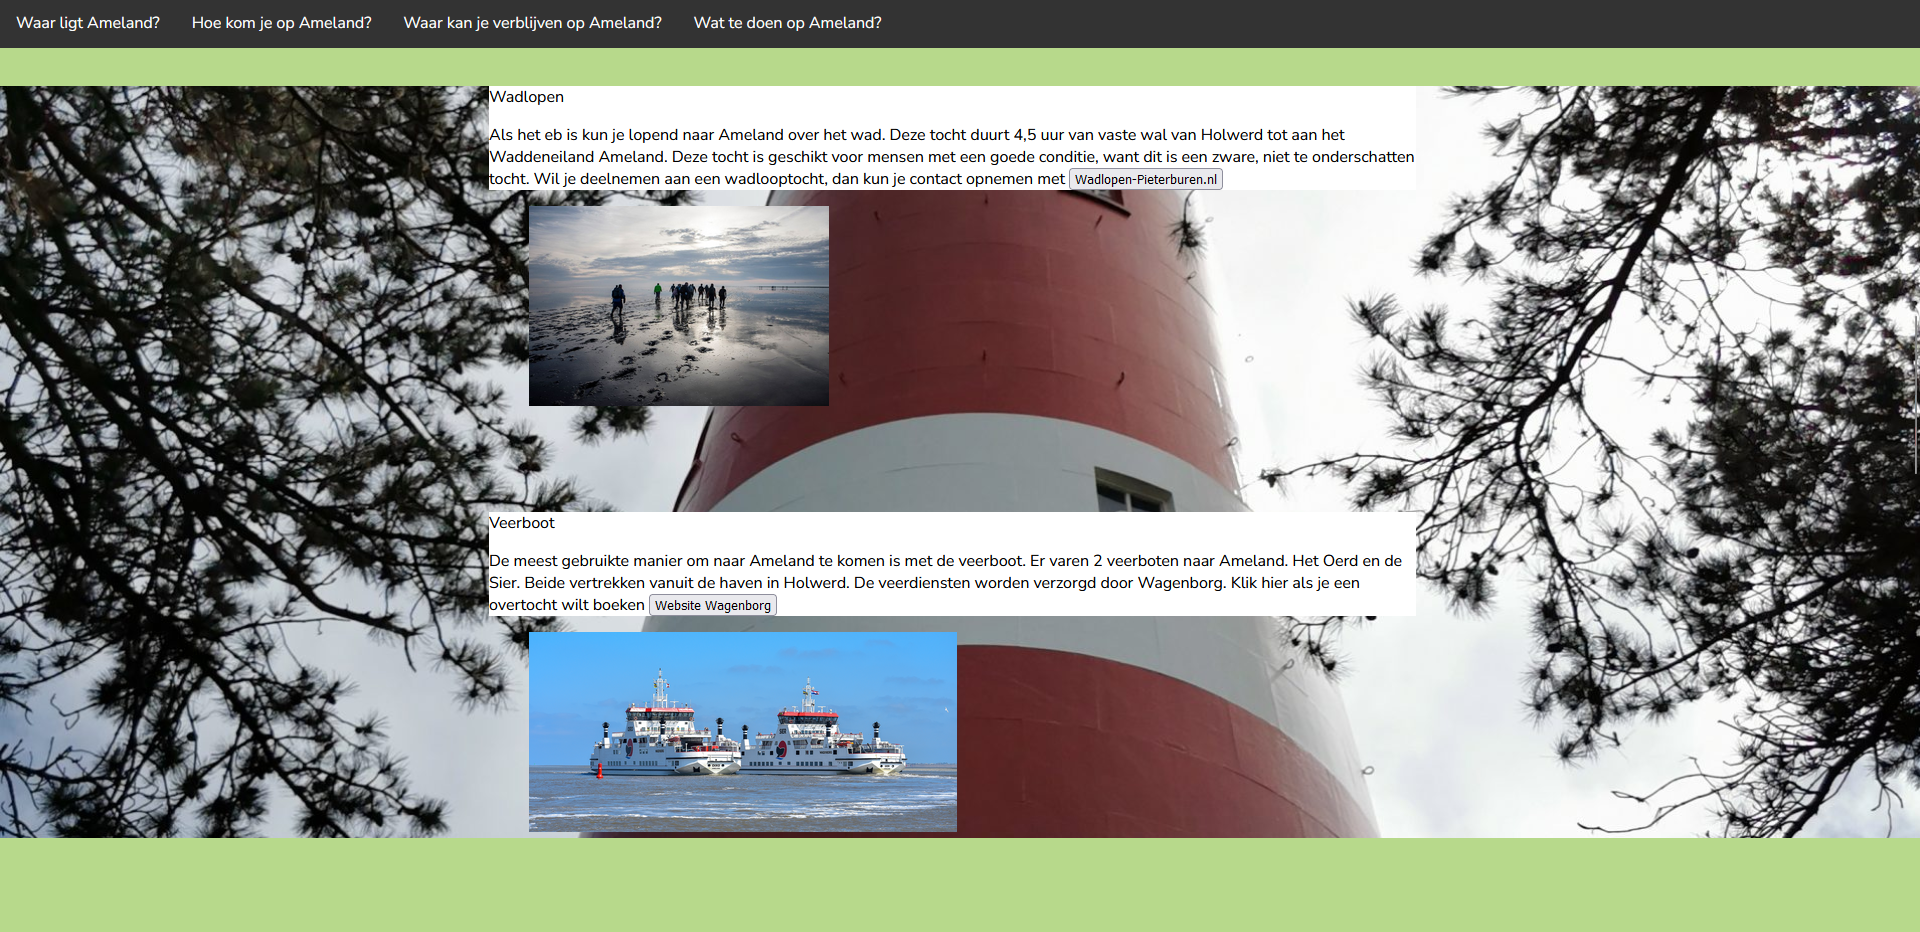 Waar ligt Ameland? Hoe kom je op Ameland? Waar kan je verblijven op Ameland? Wat te doen op Ameland?
Wadlopen
Als het eb is kun je lopend naar Ameland over het wad. Deze tocht duurt 4,5 uur van vaste wal van Holwerd tot aan het
Waddeneiland Ameland. Deze tocht is geschikt voor mensen met een goede conditie, want dit is een zware, niet te onderschatten
tocht. Wil je deelnemen aan een wadlooptocht, dan kun je contact opnemen met Wadlopen-Pieterburen.nl
Veerboot
De meest gebruikte manier om naar Ameland te komen is met de veerboot. Er varen 2 veerboten naar Ameland. Het Oerd en de
Sier. Beide vertrekken vanuit de haven in Holwerd. De veerdiensten worden verzorgd door Wagenborg. Klik hier als je een
overtocht wilt boeken Website Wagenborg